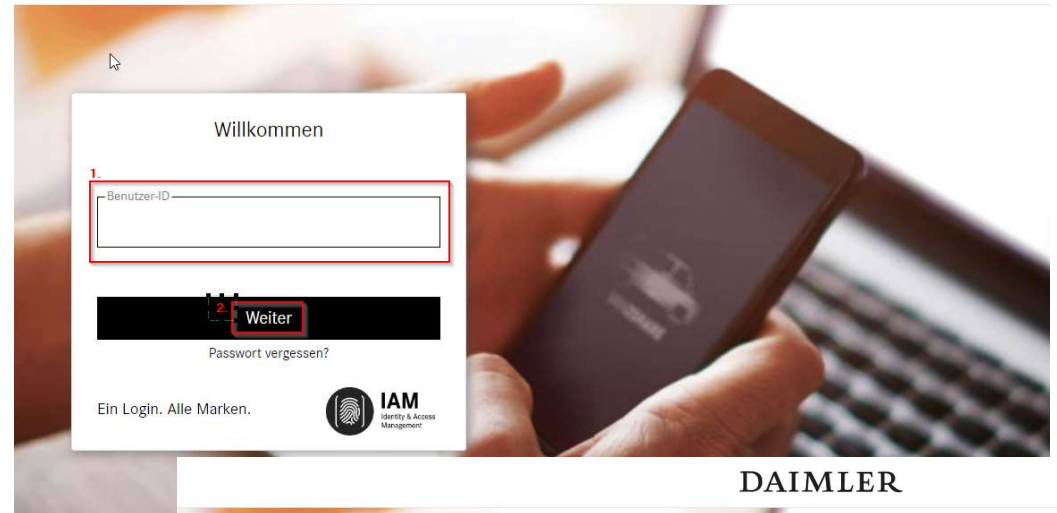 Willkommen
1.
Benutzer-ID
2.
Weiter
Passwort vergessen?
Ein Login. Alle Marken.
IAM
Identity & Access
Management
DAIMLER